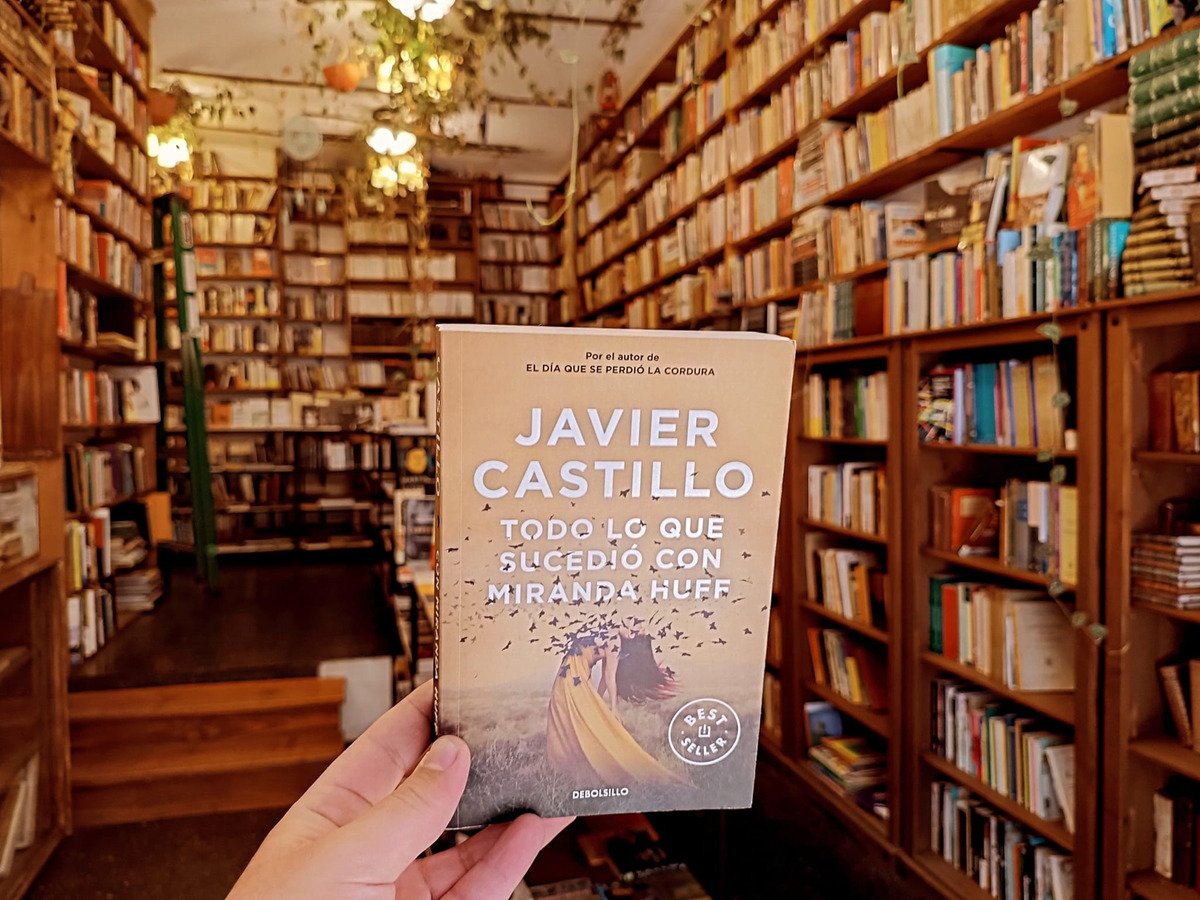 Por el autor de
EL DÍA QUE SE PERDIÓ LA CORDURA
JAVIER
CASTILLO
TODO LO QUE
SUCEDIÓ CON
MIRANDA HUFF
BEST
SELLER
DEBOLSILLO